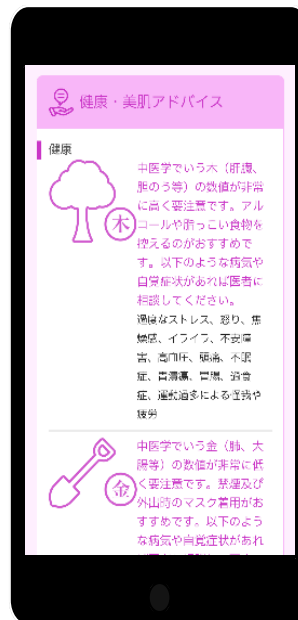 健康・美肌アドバイス
健康
中医学でいう木（肝臓、
胆のう等）の数値が非常
に高く要注意です。アル
コールや脂っこい食物を
控えるのがおすすめで
す。以下のような病気や
自覚症状があれば医者に
相談してください。
過度なストレス、怒り、焦
燥感、イライラ、不安障
害、高血圧、頭痛、不眠
症、胃潰瘍、胃腸、過食
症、運動過多による怪我や
疲労
木
中医学でいう金（肺、大
腸等）の数値が非常に低
く要注意です。禁煙及び
外出時のマスク着用がお
すすめです。以下のよう
な病気や自覚症状があれ
金